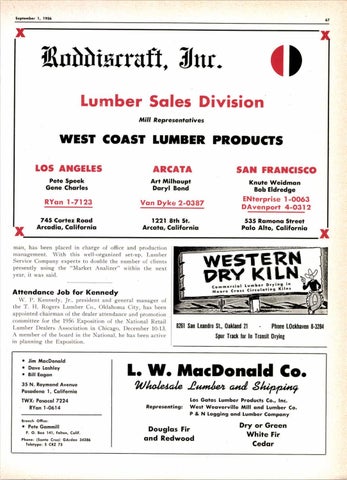 September 1, 1956
61
Roddiscraft, Inc.
Lumber Sales Division
Mill Representatives
WEST COAST LUMBER PRODUCTS
LOS ANGELES
Pete Speek
Gene Charles
RYan 1-7123
745 Cortez Road
Arcadia, California
ARCATA
Art Milhaupt
Daryl Bond
Van Dyke 2-0387
1221 8th St.
Arcata, California
SAN FRANCISCO
Knute Weidman
Bob Eldredge
ENterprise 1-0063
DAvenport 4-0312
535 Ramona Street
Palo Alto, California
man, has been placed in charge of office and production
management. With this well-organized set-up, Lumber
Service Company experts to double the number of clients
presently using the "Market Analizer" within the next
year, it was said.
Attendance Job for Kennedy
W. P. Kennedy, Jr., president and general manager of
the T. H. Rogers Lumber Co., Oklahoma City, has been
appointed chairman of the dealer attendance and promotion
committee for the 1956 Exposition of the National Retail
Lumber Dealers Association in Chicago, December 10-13.
A member of the board in the National, he has been active
in planning the Exposition.
WESTERN
DRY KILN
Commercial Lumber Drying in
Moore Cross Circulating Kilns
8261 San Leandro St., Oakland 21 - Phone LOckhaven 8-3284
Spur Track for In Transit Drying
• Jim MacDonald
• Dave Lashley
• Bill Eagan
35 N. Raymond Avenue
Pasadena 1, California
TWX: Pasacal 7224
RYan 1-0614
Branch Office:
• Pete Gammill
P. O. Box 141, Felton, Calif.
Phone: (Santa Cruz) GArden 34386
Teletype: S CRZ 75
L. W. MacDonald Co.
Wholesale Lumber and Shipping
Representing:
Los Gatos Lumber Products Co., Inc.
West Weaverville Mill and Lumber Co.
P & N Logging and Lumber Company
Douglas Fir
and Redwood
Dry or Green
White Fir
Cedar